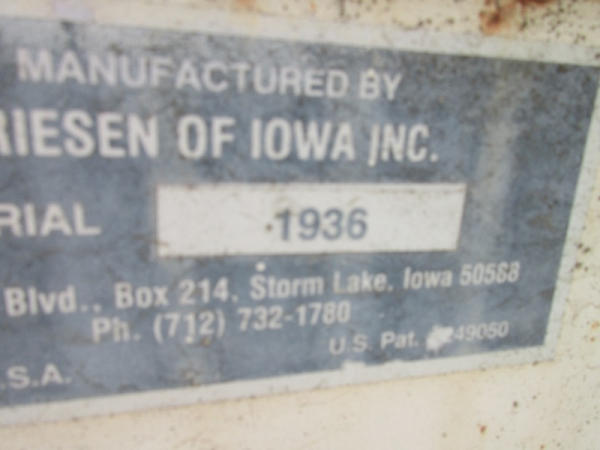 MANUFACTURED BY
RIESEN OF IOWA INC.
RIAL 1936
Blvd., Box 214, Storm Lake, Iowa 50588
Ph. (712) 732-1780
U.S. Pat.
.S.A.